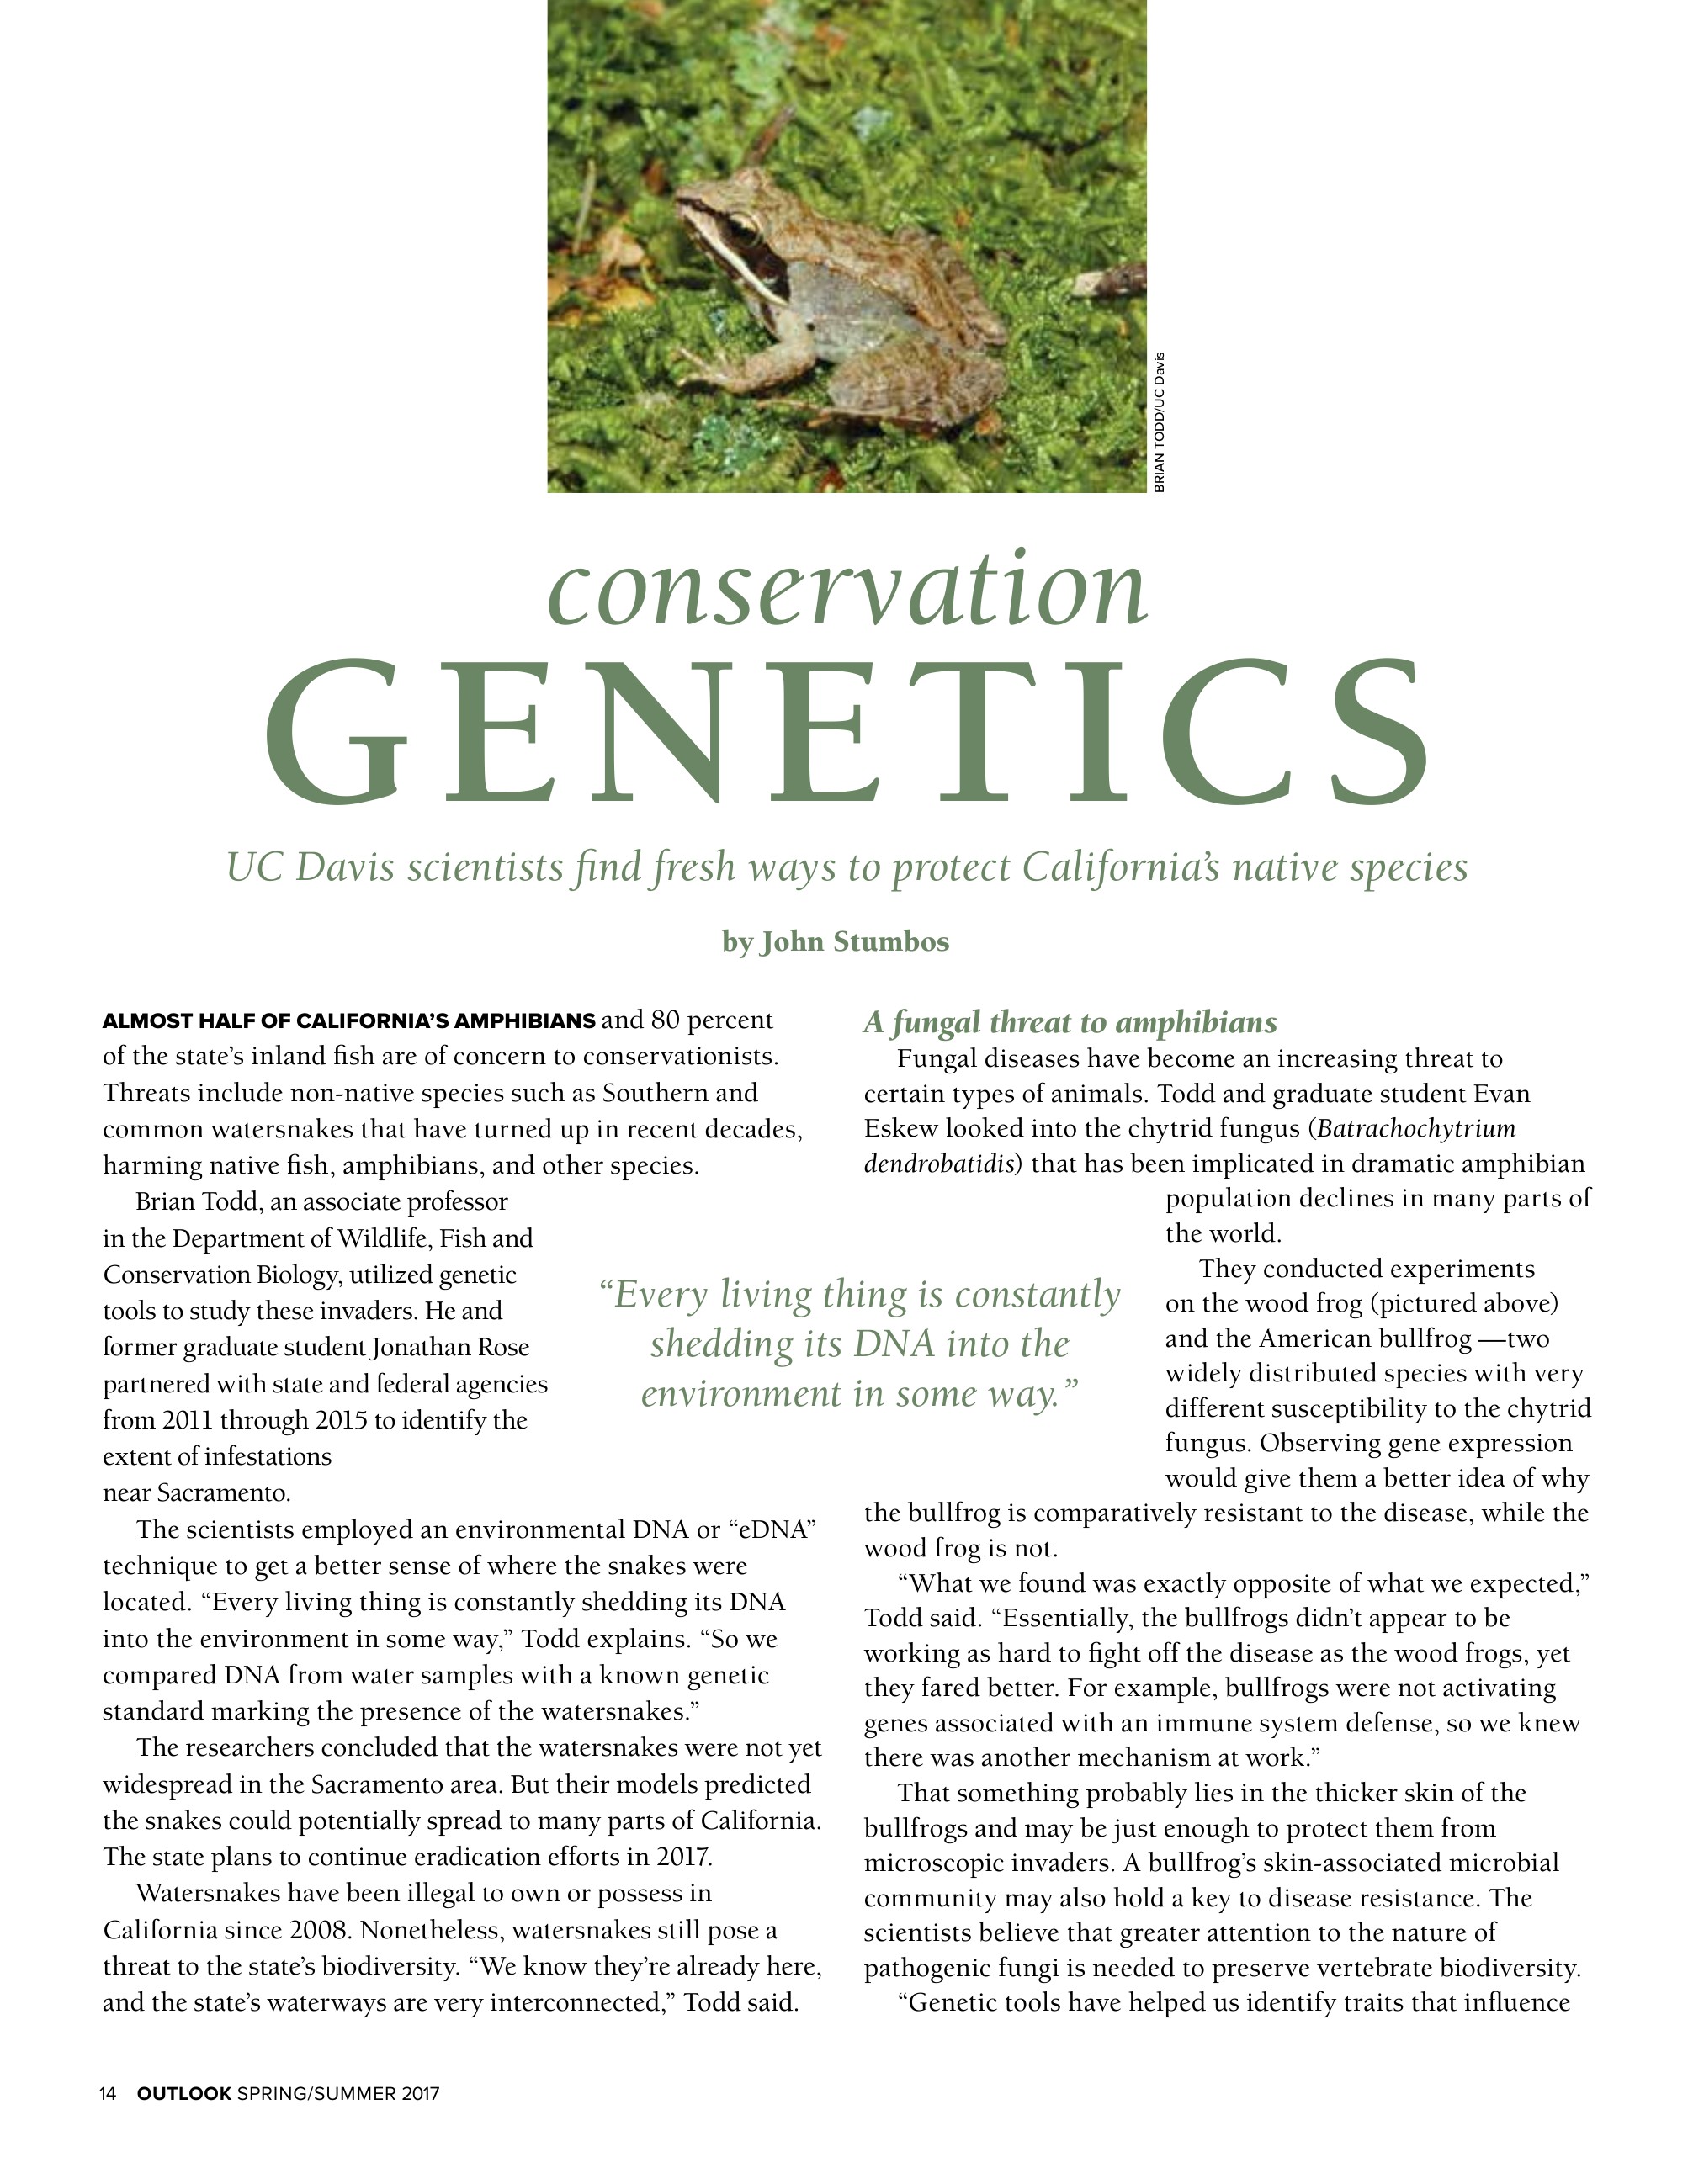 BRIAN TODD/UC Davis
conservation
GENETICS
UC Davis scientists find fresh ways to protect California’s native species
by John Stumbos
ALMOST HALF OF CALIFORNIA’S AMPHIBIANS and 80 percent
of the state’s inland fish are of concern to conservationists.
Threats include non-native species such as Southern and
common watersnakes that have turned up in recent decades,
harming native fish, amphibians, and other species.
Brian Todd, an associate professor
in the Department of Wildlife, Fish and
Conservation Biology, utilized genetic
tools to study these invaders. He and
former graduate student Jonathan Rose
partnered with state and federal agencies
from 2011 through 2015 to identify the
extent of infestations
near Sacramento.
The scientists employed an environmental DNA or “eDNA”
technique to get a better sense of where the snakes were
located. “Every living thing is constantly shedding its DNA
into the environment in some way,” Todd explains. “So we
compared DNA from water samples with a known genetic
standard marking the presence of the watersnakes.”
The researchers concluded that the watersnakes were not yet
widespread in the Sacramento area. But their models predicted
the snakes could potentially spread to many parts of California.
The state plans to continue eradication efforts in 2017.
Watersnakes have been illegal to own or possess in
California since 2008. Nonetheless, watersnakes still pose a
threat to the state’s biodiversity. “We know they’re already here,
and the state’s waterways are very interconnected,” Todd said.
“Every living thing is constantly
shedding its DNA into the
environment in some way.”
A fungal threat to amphibians
Fungal diseases have become an increasing threat to
certain types of animals. Todd and graduate student Evan
Eskew looked into the chytrid fungus (Batrachochytrium
dendrobatidis) that has been implicated in dramatic amphibian
population declines in many parts of
the world.
They conducted experiments
on the wood frog (pictured above)
and the American bullfrog —two
widely distributed species with very
different susceptibility to the chytrid
fungus. Observing gene expression
would give them a better idea of why
the bullfrog is comparatively resistant to the disease, while the
wood frog is not.
“What we found was exactly opposite of what we expected,”
Todd said. “Essentially, the bullfrogs didn’t appear to be
working as hard to fight off the disease as the wood frogs, yet
they fared better. For example, bullfrogs were not activating
genes associated with an immune system defense, so we knew
there was another mechanism at work.”
That something probably lies in the thicker skin of the
bullfrogs and may be just enough to protect them from
microscopic invaders. A bullfrog’s skin-associated microbial
community may also hold a key to disease resistance. The
scientists believe that greater attention to the nature of
pathogenic fungi is needed to preserve vertebrate biodiversity.
“Genetic tools have helped us identify traits that influence
14 OUTLOOK SPRING/SUMMER 2017